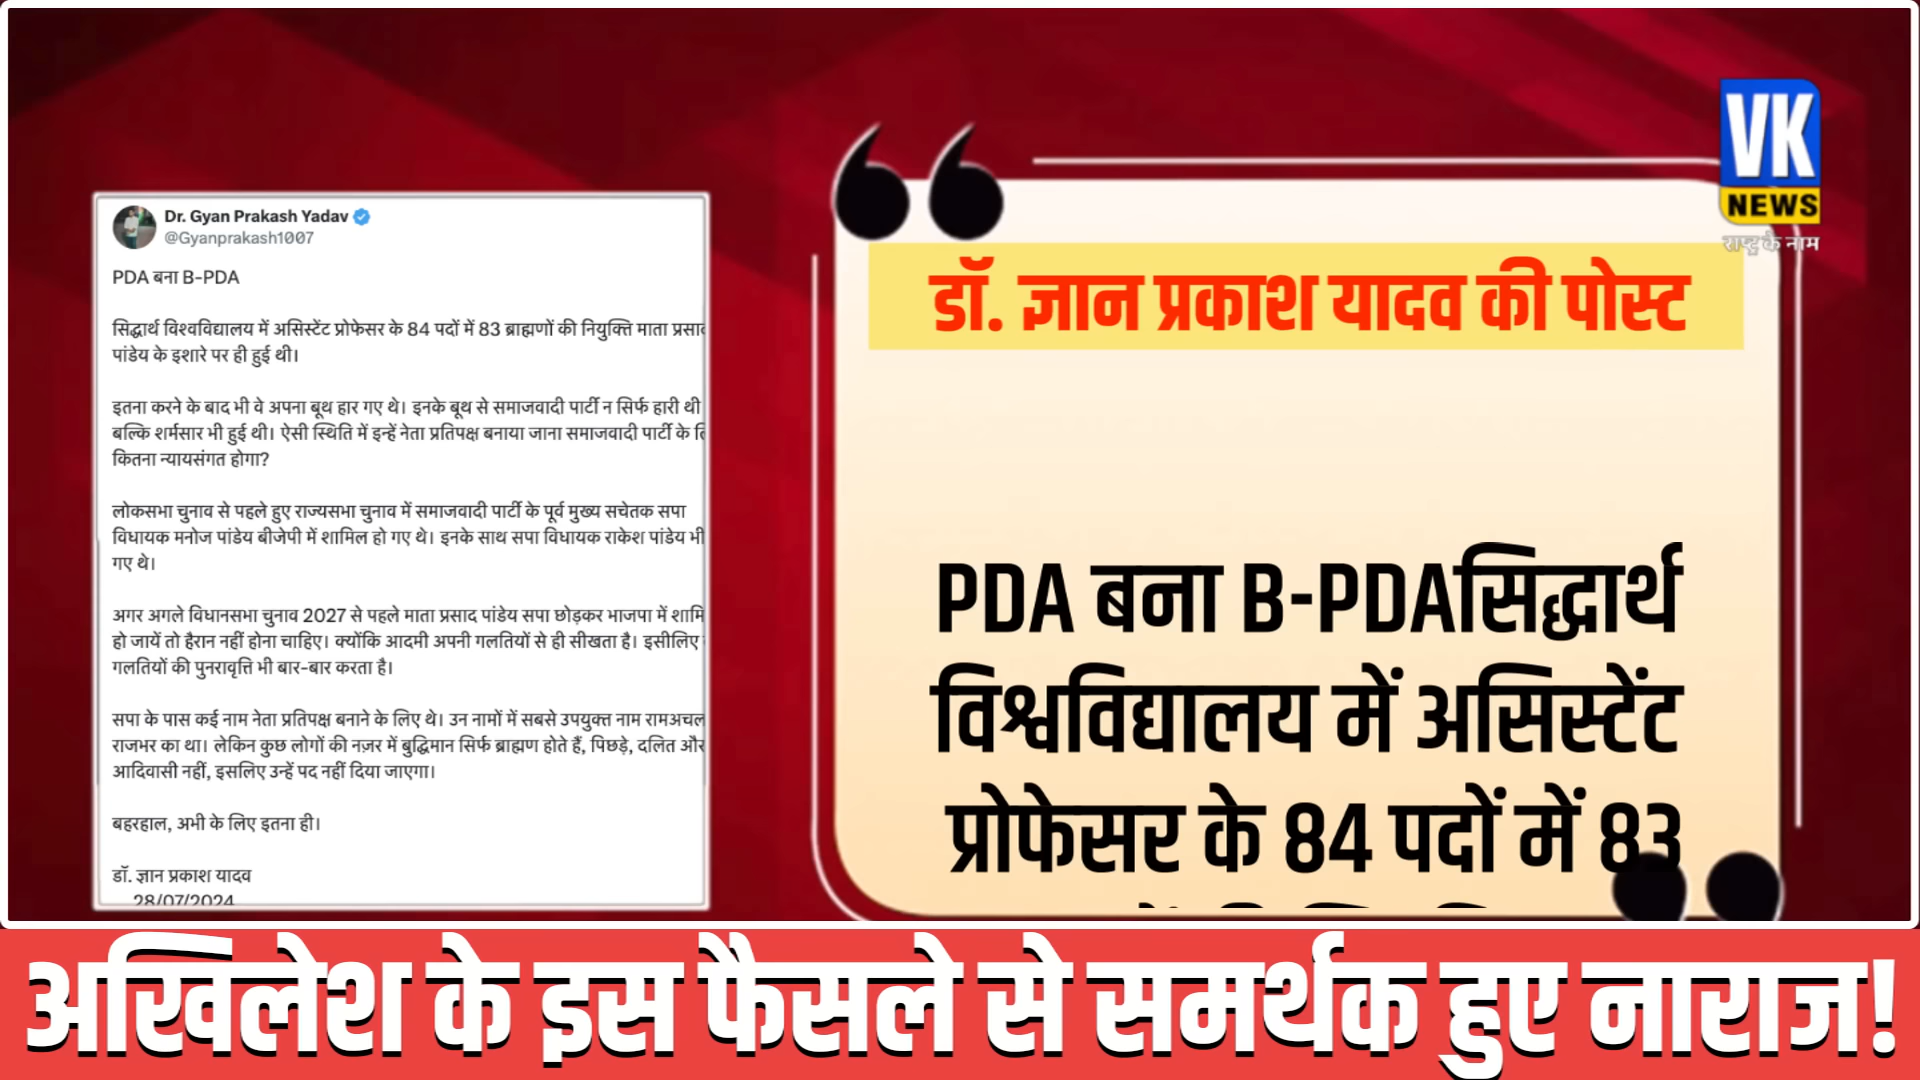 Dr. Gyan Prakash Yadav
@Gyanprakash1007
PDA बना B-PDA
सिद्धार्थ विश्वविद्यालय में असिस्टेंट प्रोफेसर के 84 पदों में 83 ब्राह्मणों की नियुक्ति माता
पांडेय के इशारे पर ही हुई थी।
इतना करने के बाद भी वे अपना बूथ हार गए थे। इनके बूथ से समाजवादी पार्टी न सिर्फ हारी थी
बल्कि शर्मसार भी हुई थी। ऐसी स्थिति में इन्हें नेता प्रतिपक्ष बनाया जाना समाजवादी पार्टी के
कितना न्यायसंगत होगा?
लोकसभा चुनाव से पहले हुए राज्यसभा चुनाव में समाजवादी पार्टी के पूर्व मुख्य सचेतक सपा
विधायक मनोज पांडेय बीजेपी में शामिल हो गए थे। इनके साथ सपा विधायक राकेश पांडेय भी
गए थे।
अगर अगले विधानसभा चुनाव 2027 से पहले माता प्रसाद पांडेय सपा छोड़कर भाजपा में
हो जायें तो हैरान नहीं होना चाहिए। क्योंकि आदमी अपनी गलतियों से ही सीखता है। इसीलिए
गलतियों की पुनरावृत्ति भी बार-बार करता है।
सपा के पास कई नाम नेता प्रतिपक्ष बनाने के लिए थे। उन नामों में सबसे उपयुक्त नाम रामअचल
राजभर का था। लेकिन कुछ लोगों की नज़र में बुद्धिमान सिर्फ ब्राह्मण होते हैं, पिछड़े, दलित और
आदिवासी नहीं, इसलिए उन्हें पद नहीं दिया जाएगा।
बहरहाल, अभी के लिए इतना ही।
डॉ. ज्ञान प्रकाश यादव
28/07/2024
VK
NEWS
राष्ट्र के नाम
डॉ. ज्ञान प्रकाश यादव की पोस्ट
PDA बना B-PDAसिद्धार्थ
विश्वविद्यालय में असिस्टेंट
प्रोफेसर के 84 पदों में 83
अखिलेश के इस फैसले से समर्थक हुए नाराज!